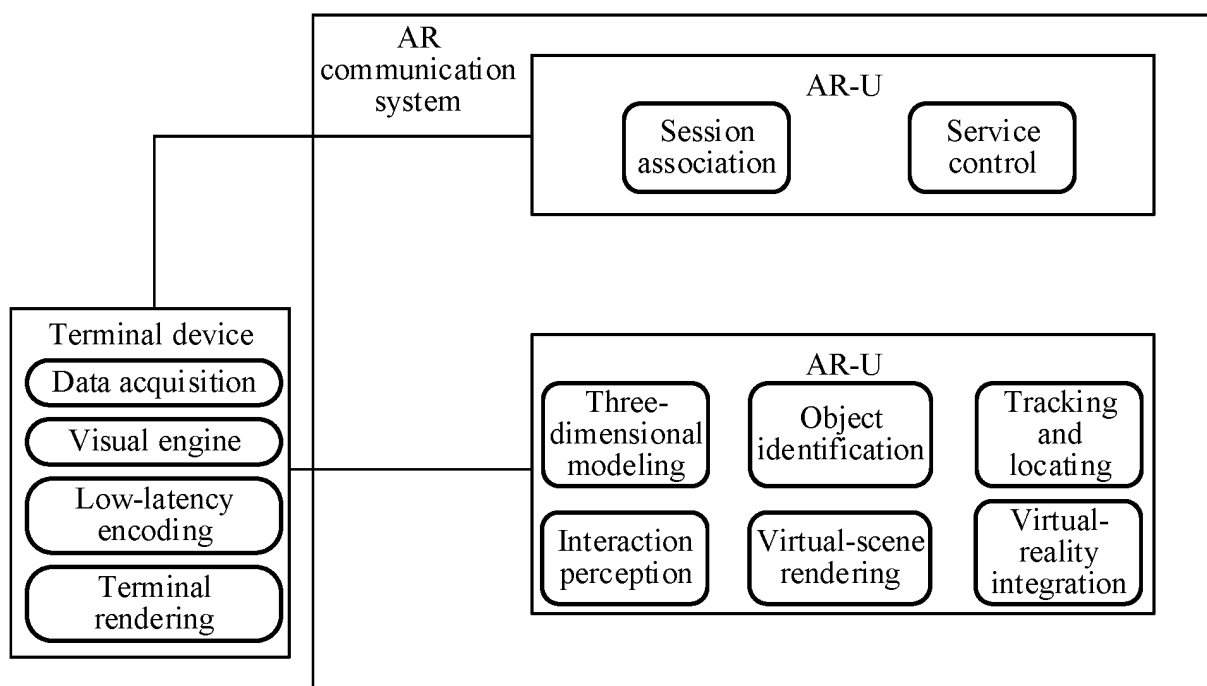 AR
communication
system
AR-U
Session
association
Service
control
Terminal device
Data acquisition
Visual engine
Low-latency
encoding
Terminal
rendering
AR-U
Three-
dimensional
modeling
Object
identification
Tracking
and
locating
Interaction
perception
Virtual-scene
rendering
Virtual-
reality
integration